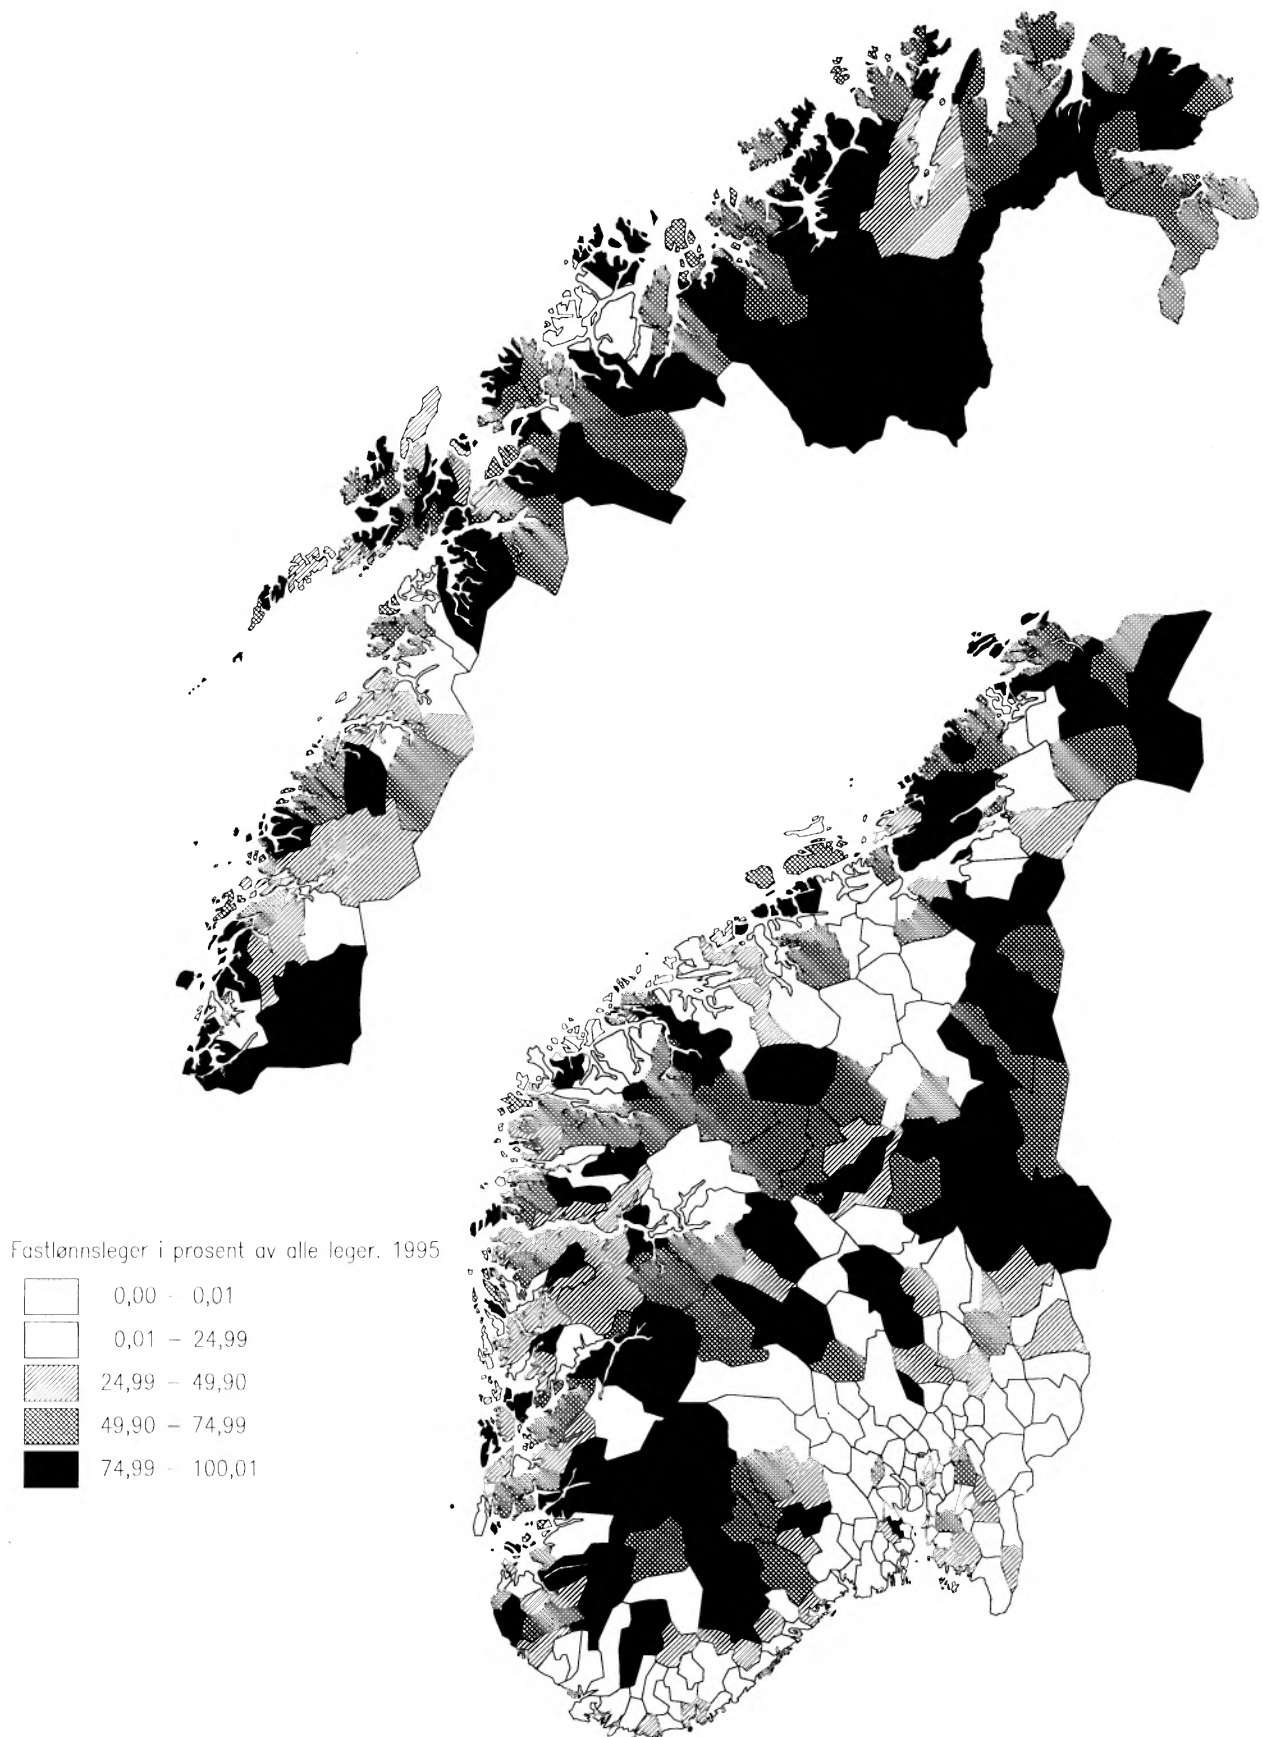 Fastlønnsleger i prosent av alle leger. 1995
0,00 - 0,01
0,01 - 24,99
24,99 - 49,90
49,90 - 74,99
74,99 - 100,01